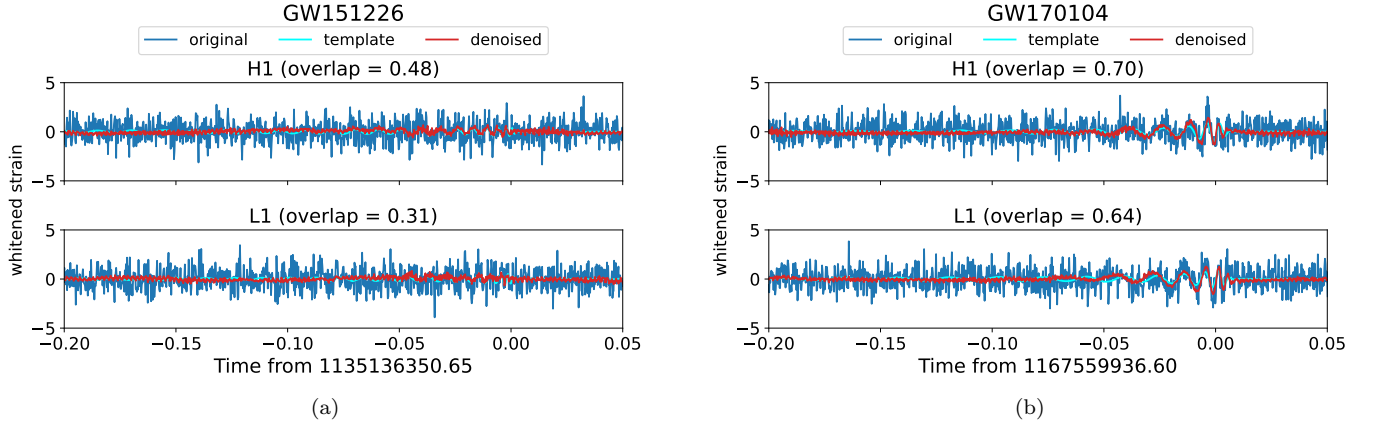 GW151226
original template denoised
H1 (overlap = 0.48)
5
0
−5
L1 (overlap = 0.31)
5
0
−5
whitened strain
−0.20 −0.15 −0.10 −0.05 0.00 0.05
Time from 1135136350.65
(a)
GW170104
original template denoised
H1 (overlap = 0.70)
5
0
−5
L1 (overlap = 0.64)
5
0
−5
whitened strain
−0.20 −0.15 −0.10 −0.05 0.00 0.05
Time from 1167559936.60
(b)